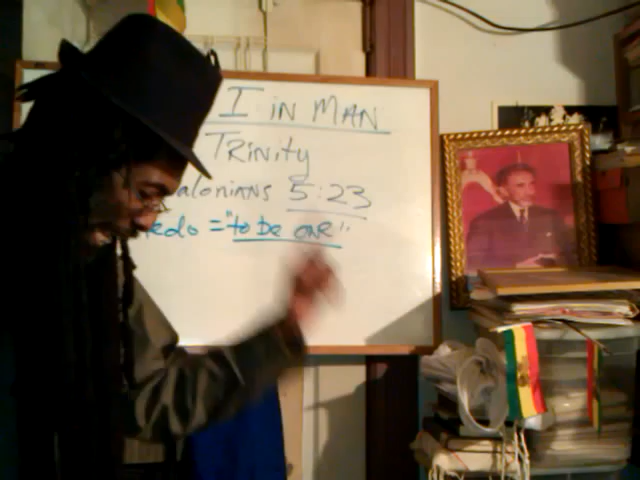 I IN MAN
TRINITY
alonians 5:23
edo = "to be one"